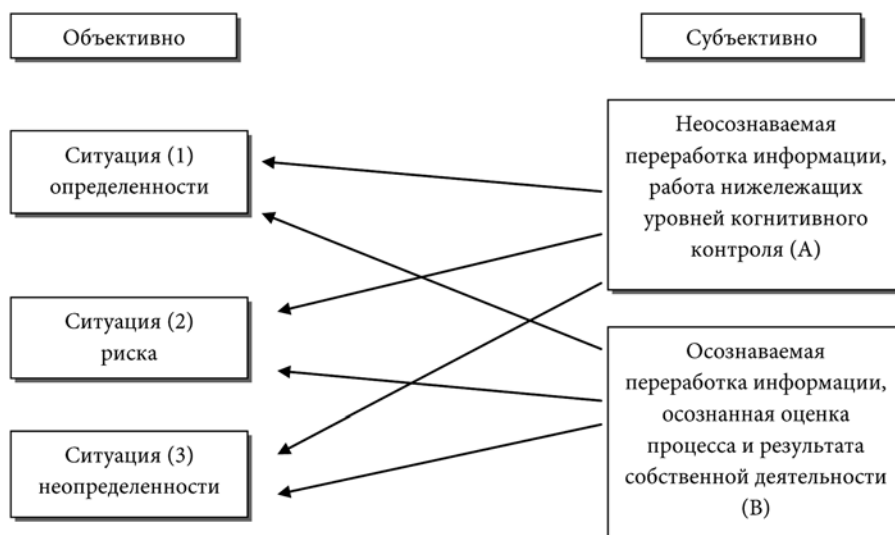 Объективно
Субъективно
Ситуация (1)
определенности
Ситуация (2)
риска
Ситуация (3)
неопределенности
Неосознаваемая
переработка информации,
работа нижележащих
уровней когнитивного
контроля (А)
Осознаваемая
переработка информации,
осознанная оценка
процесса и результата
собственной деятельности
(В)